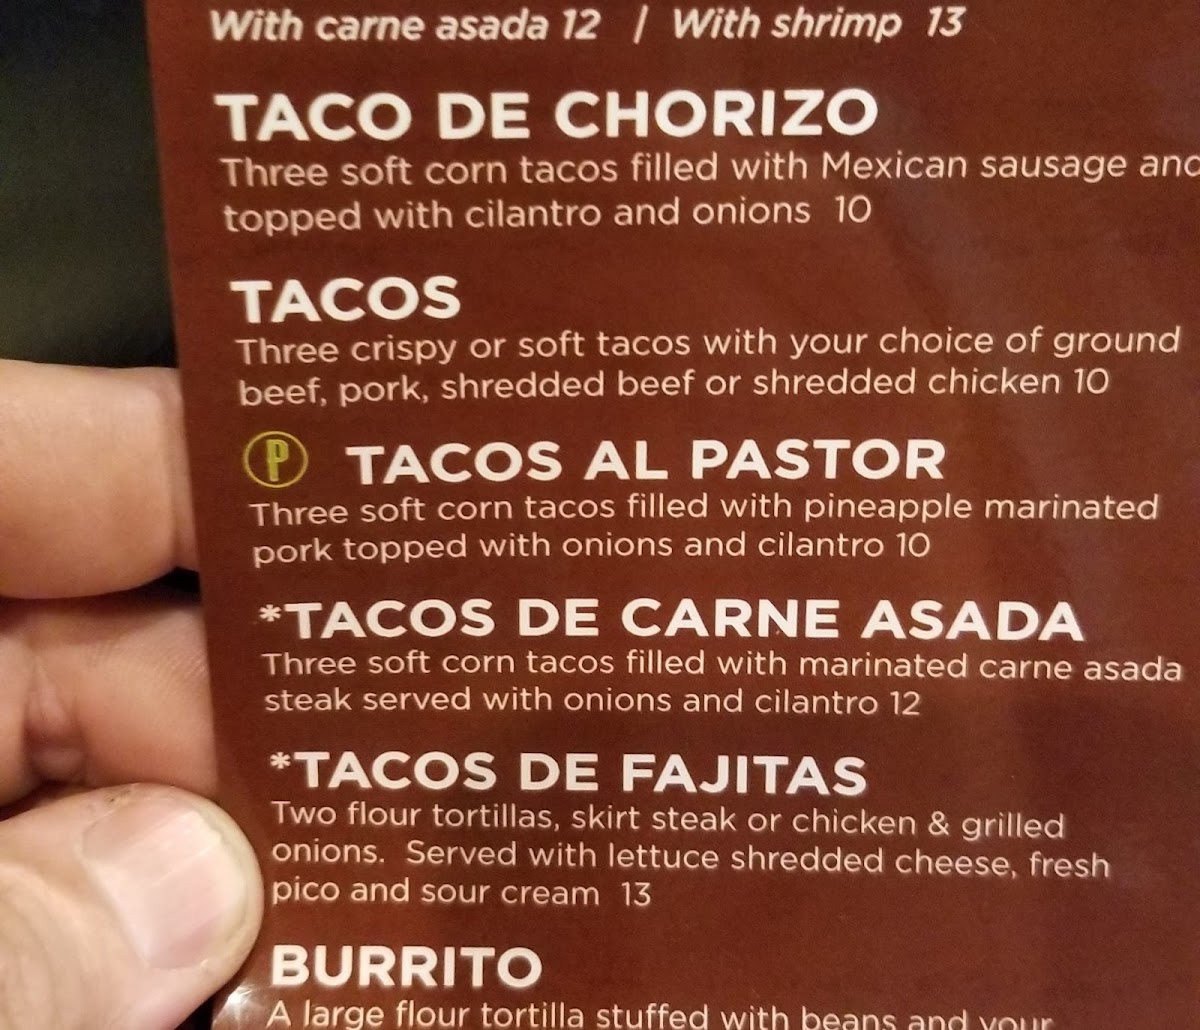 With carne asada 12 / With shrimp 13
TACO DE CHORIZO
Three soft corn tacos filled with Mexican sausage and
topped with cilantro and onions 10
TACOS
Three crispy or soft tacos with your choice of ground
beef, pork, shredded beef or shredded chicken 10
P TACOS AL PASTOR
Three soft corn tacos filled with pineapple marinated
pork topped with onions and cilantro 10
*TACOS DE CARNE ASADA
Three soft corn tacos filled with marinated carne asada
steak served with onions and cilantro 12
*TACOS DE FAJITAS
Two flour tortillas, skirt steak or chicken & grilled
onions. Served with lettuce shredded cheese, fresh
pico and sour cream 13
BURRITO
A large flour tortilla stuffed with beans and your